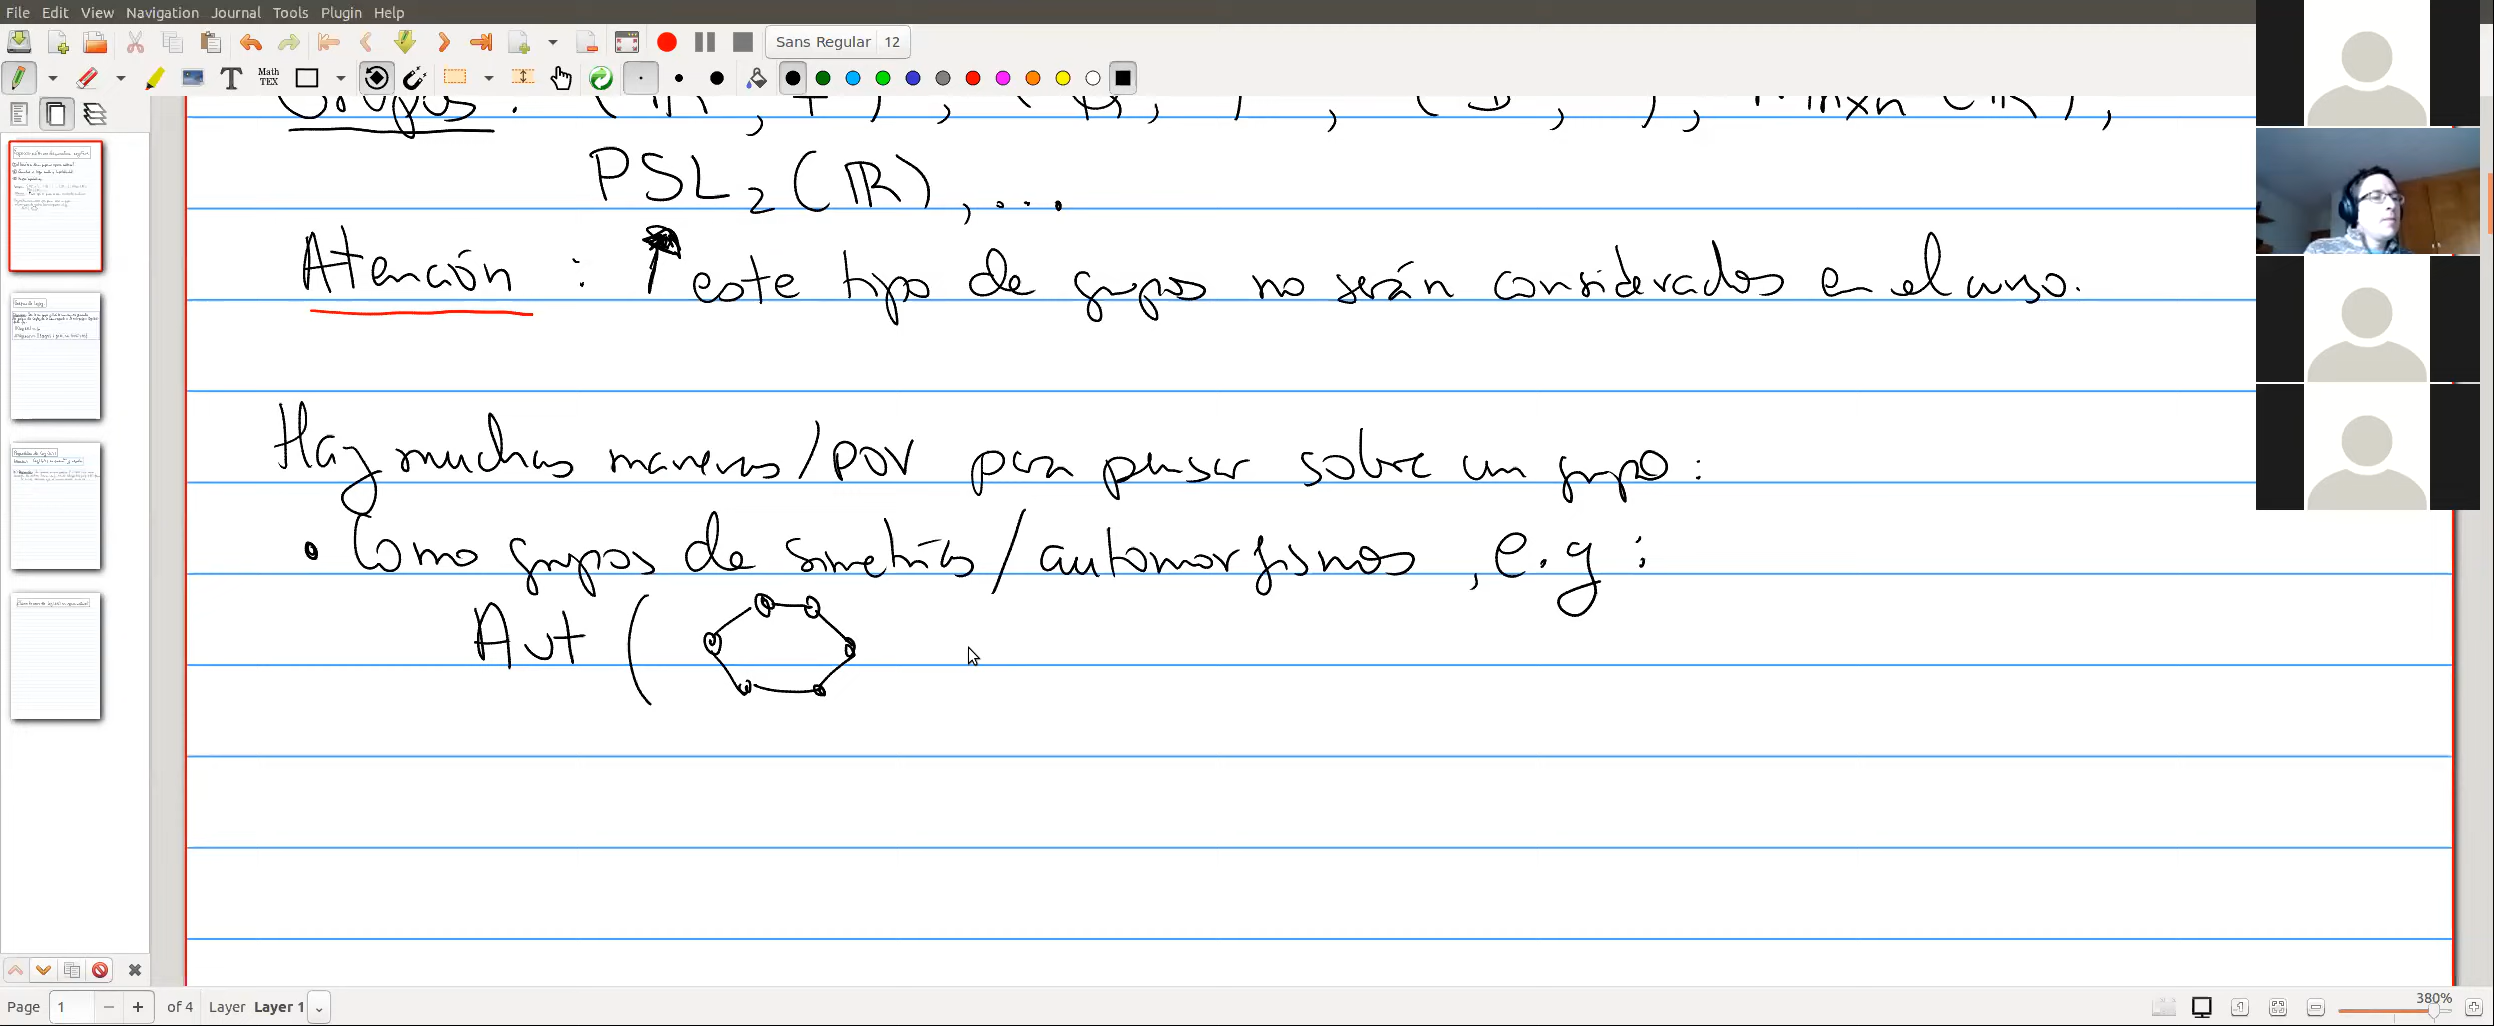 File Edit View Navigation Journal Tools Plugin Help
Sans Regular 12
Math TEX
PSL₂(ℝ), ...
Atención : ↑ este tipo de grupos no serán considerados en el curso.
Hay muchas maneras/POV para pensar sobre un grupo:
• Como grupos de simetrías/automorfismos, e.g :
Aut (
Page 1 of 4 Layer Layer 1
380%